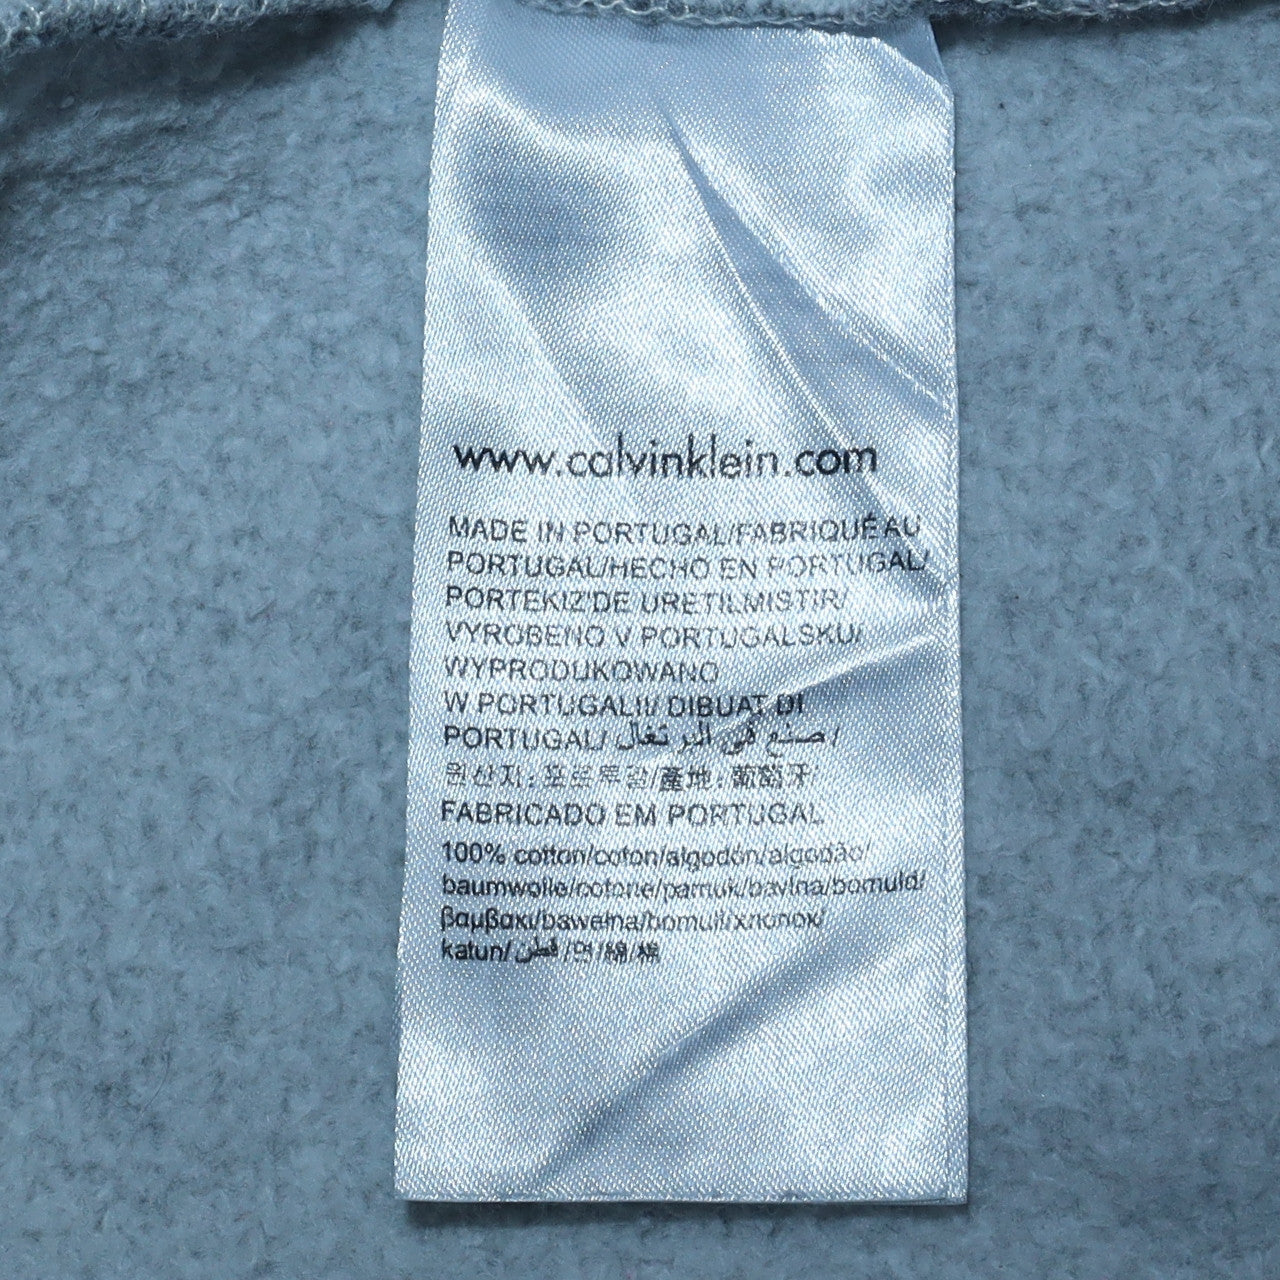 www.calvinklein.com
MADE IN PORTUGAL/FABRIQUÉ AU
PORTUGAL/HECHO EN PORTUGAL/
PORTEKIZ'DE URETILMISTIR/
VYROBENO V PORTUGALSKU/
WYPRODUKOWANO
W PORTUGALII/ DIBUAT DI
PORTUGAL/ صنع في البرتغال/
원산지: 포르투갈/產地: 葡萄牙/
FABRICADO EM PORTUGAL
100% cotton/coton/algodón/algodão/
baumwolle/cotone/pamuk/bavlna/bomuld/
βαμβακι/bawełna/bomull/хлопок/
katun/قطن/면/綿/棉